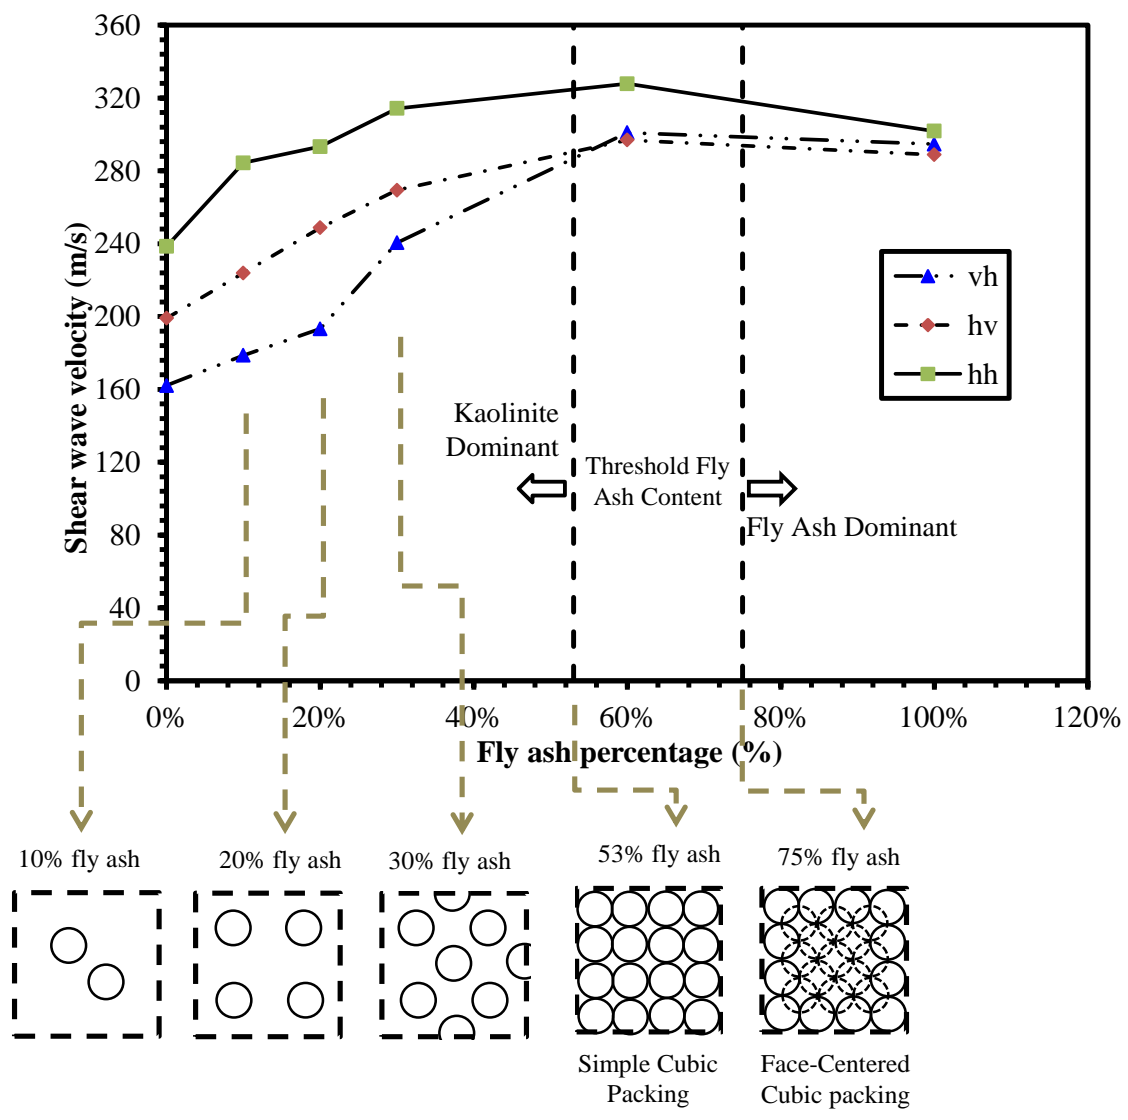 360
320
280
240
200
160
120
80
40
0
Shear wave velocity (m/s)
vh
hv
hh
Kaolinite
Dominant
Threshold Fly
Ash Content
Fly Ash Dominant
0%
20%
40%
60%
80%
100%
120%
Fly ash percentage (%)
10% fly ash
20% fly ash
30% fly ash
53% fly ash
75% fly ash
Simple Cubic
Packing
Face-Centered
Cubic packing